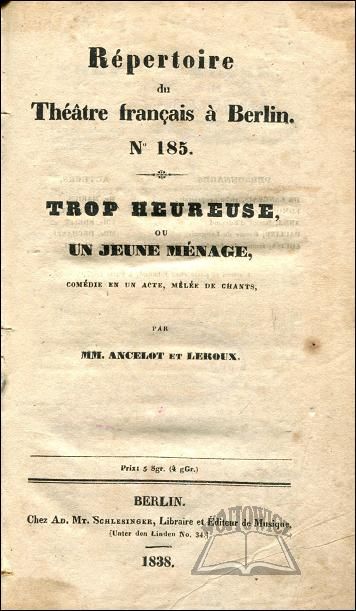 Répertoire
du
Théâtre français à Berlin.
N° 185.
TROP HEUREUSE,
OU
UN JEUNE MÉNAGE,
COMÉDIE EN UN ACTE, MÊLÉE DE CHANTS,
PAR
MM. ANCELOT ET LEROUX.
Prix: 5 Sgr. (4 gGr.)
BERLIN.
Chez AD. MT. SCHLESINGER, Libraire et Éditeur de Musique,
(Unter den Linden No. 34.)
WÓJTOWICZ
1838.